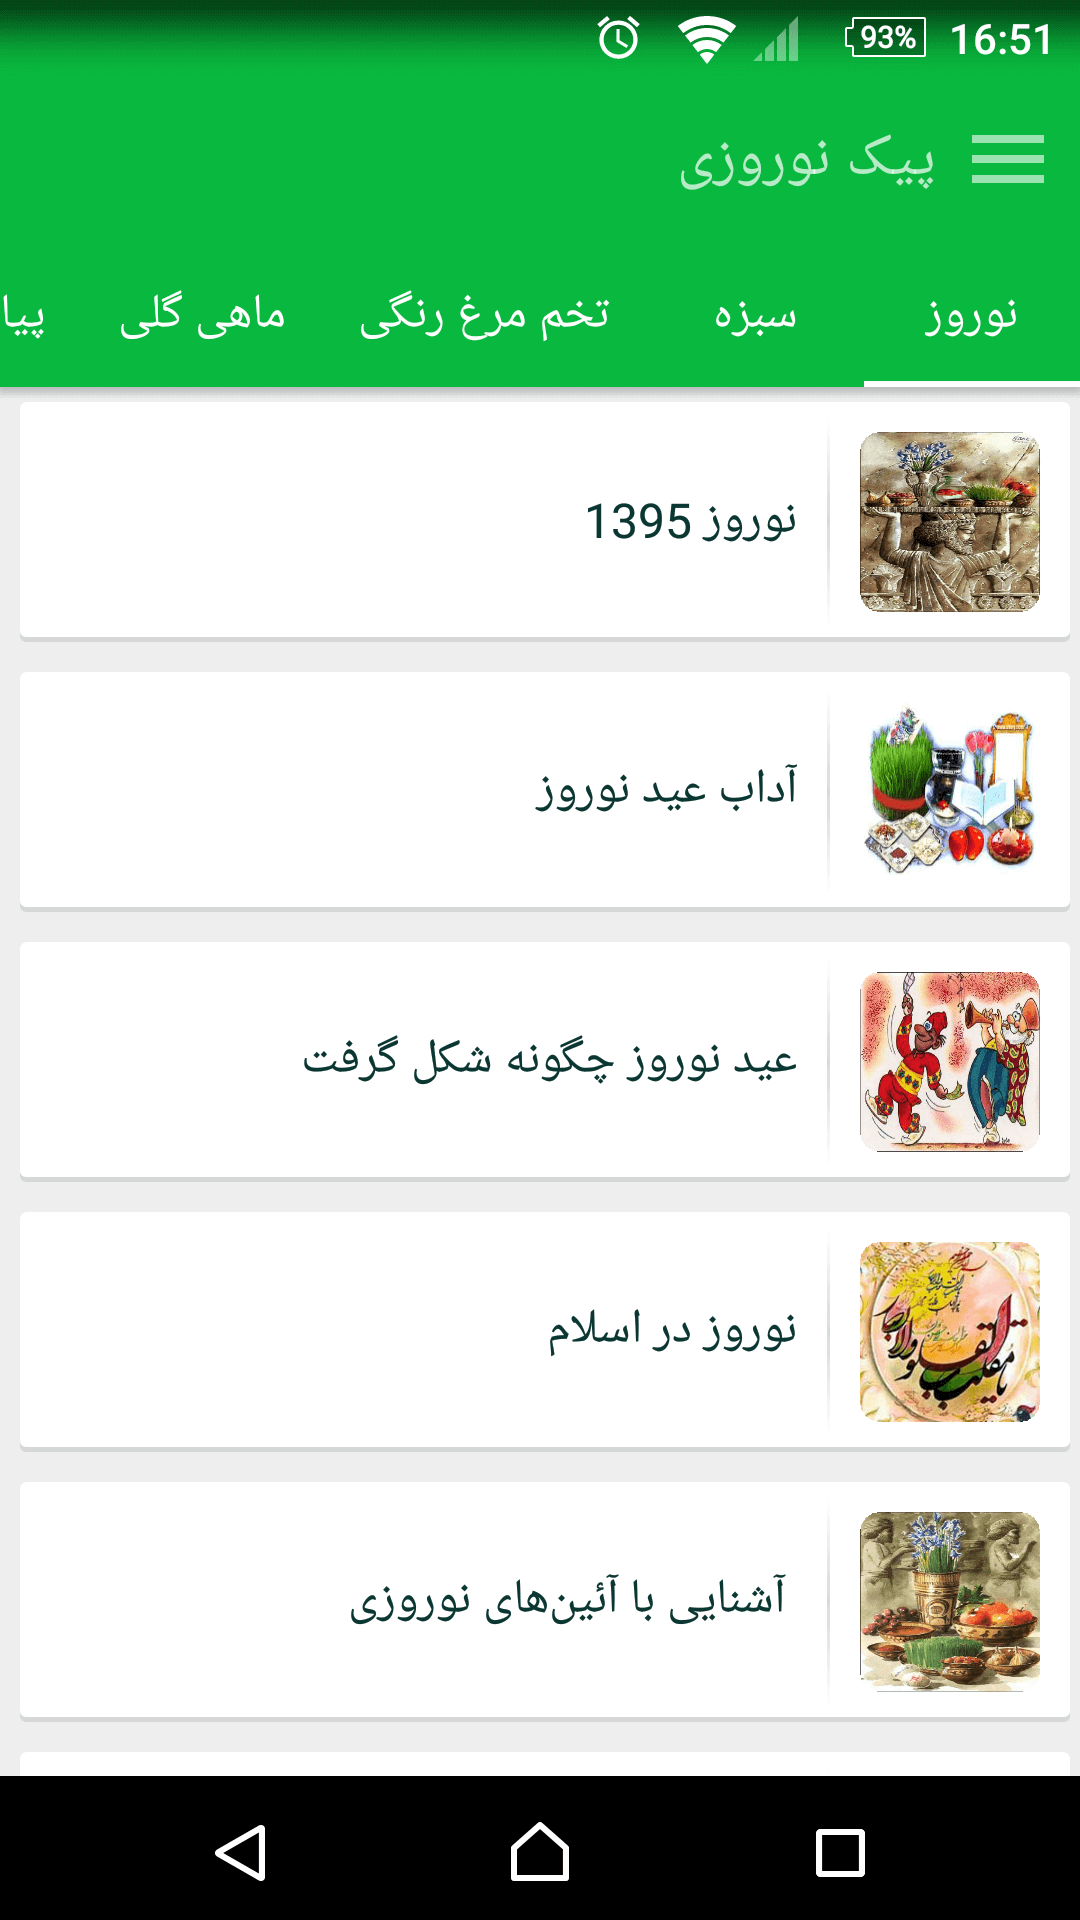 93% 16:51
پیک نوروزی
نوروز سبزه تخم مرغ رنگی ماهی گلی پیا
نوروز 1395
آداب عید نوروز
عید نوروز چگونه شکل گرفت
نوروز در اسلام
آشنایی با آئین‌های نوروزی